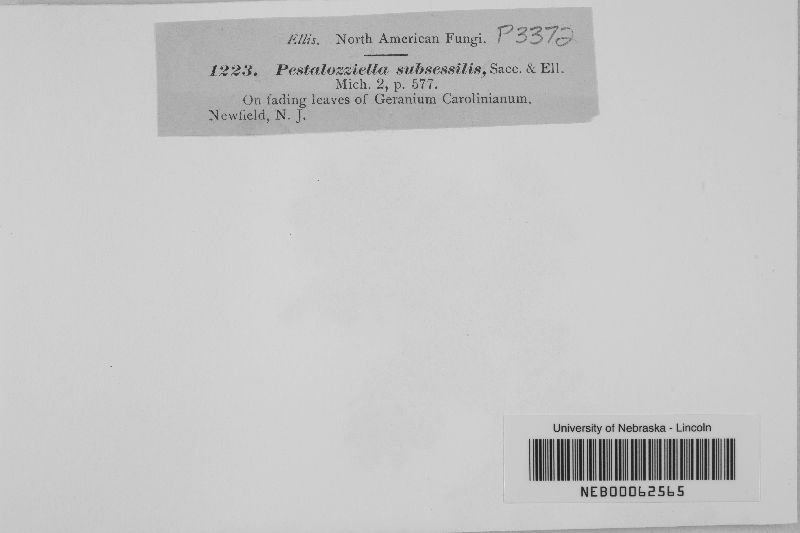 Ellis. North American Fungi. P3372
1223. Pestalozziella subsessilis, Sacc. & Ell.
Mich. 2, p. 577.
On fading leaves of Geranium Carolinianum.
Newfield, N. J.
University of Nebraska - Lincoln
NEB00062565